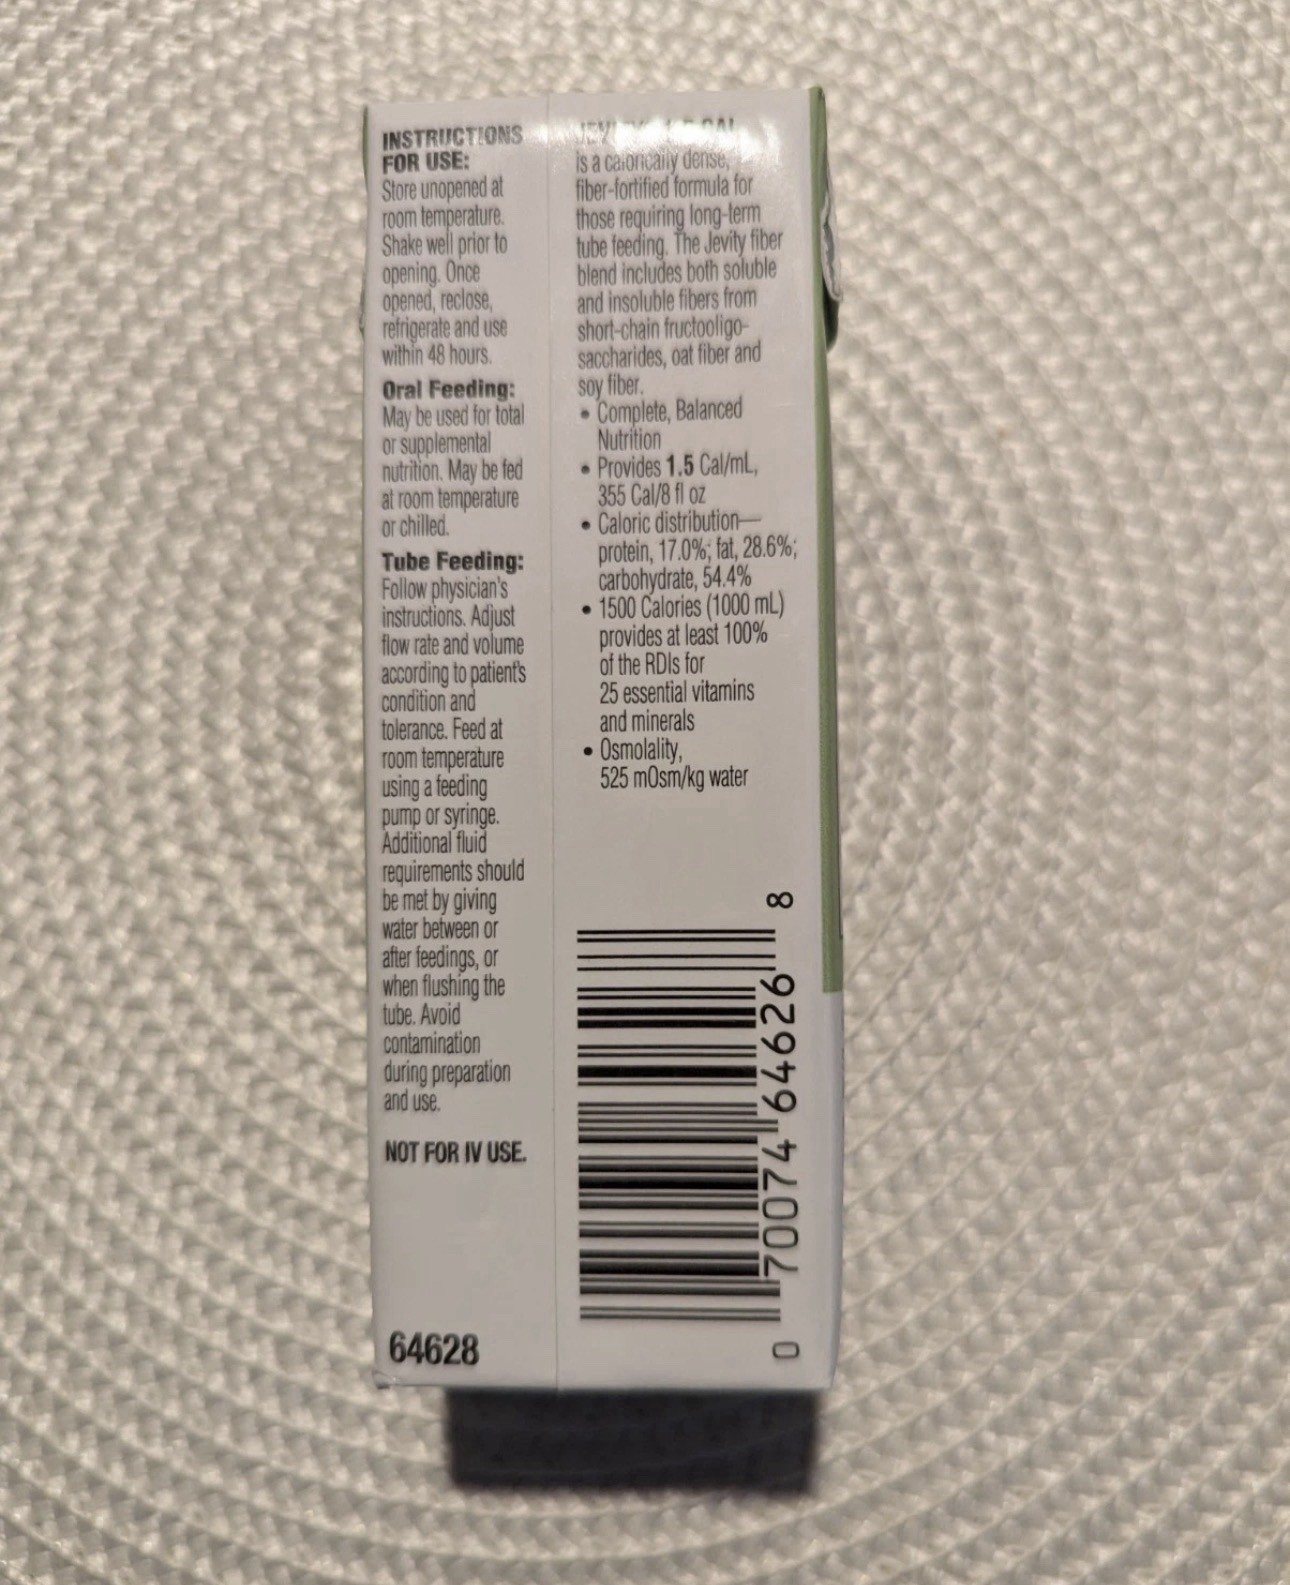 INSTRUCTIONS
FOR USE:
Store unopened at
room temperature.
Shake well prior to
opening. Once
opened, reclose,
refrigerate and use
within 48 hours.
Oral Feeding:
May be used for total
or supplemental
nutrition. May be fed
at room temperature
or chilled.
Tube Feeding:
Follow physician's
instructions. Adjust
flow rate and volume
according to patient's
condition and
tolerance. Feed at
room temperature
using a feeding
pump or syringe.
Additional fluid
requirements should
be met by giving
water between or
after feedings, or
when flushing the
tube. Avoid
contamination
during preparation
and use.
NOT FOR IV USE.
64628
is a calorically dense,
fiber-fortified formula for
those requiring long-term
tube feeding. The Jevity fiber
blend includes both soluble
and insoluble fibers from
short-chain fructooligo-
saccharides, oat fiber and
soy fiber.
• Complete, Balanced
Nutrition
• Provides 1.5 Cal/mL,
355 Cal/8 fl oz
• Caloric distribution—
protein, 17.0%; fat, 28.6%;
carbohydrate, 54.4%
• 1500 Calories (1000 mL)
provides at least 100%
of the RDIs for
25 essential vitamins
and minerals
• Osmolality,
525 mOsm/kg water
0 70074 64626 8